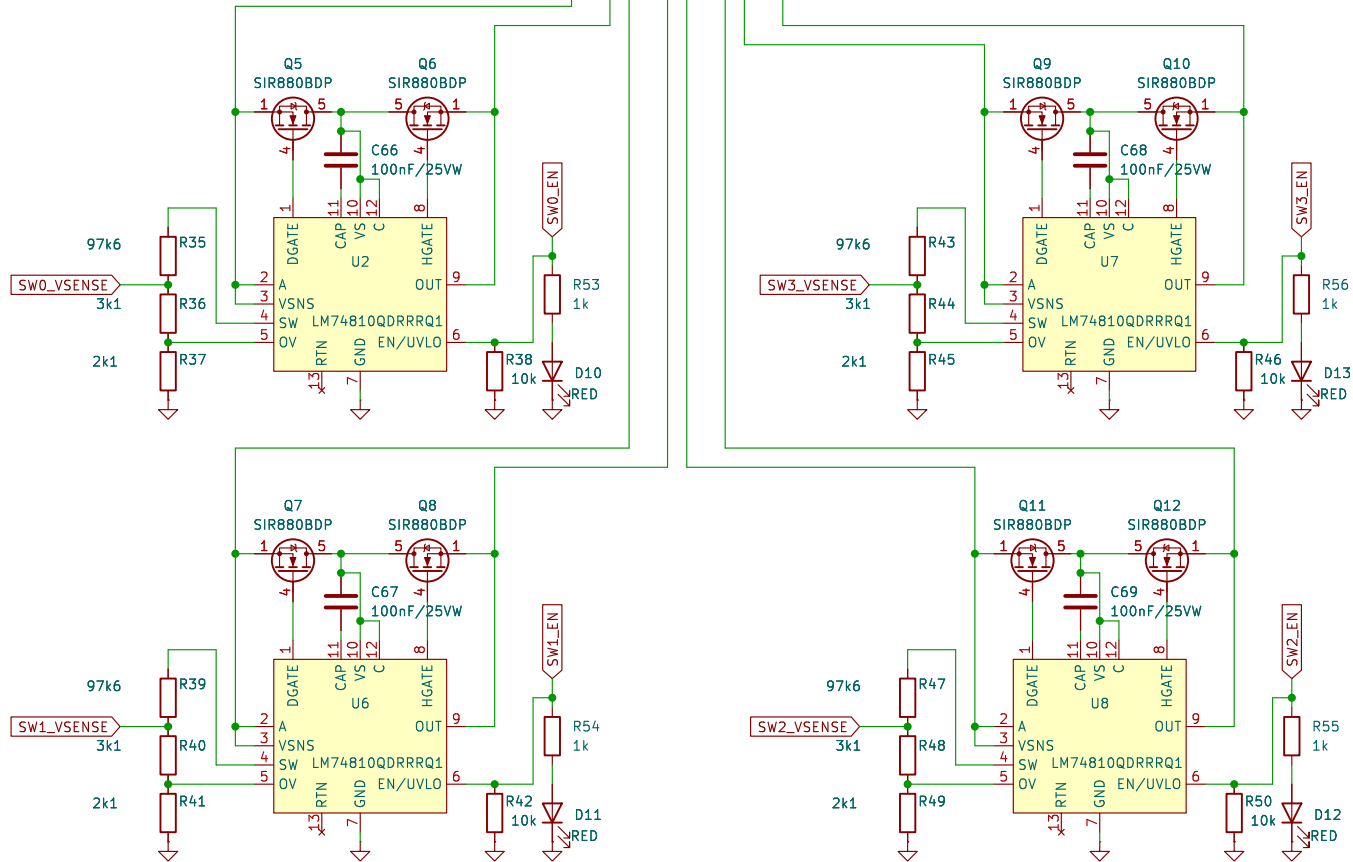 Q5
SIR880BDP
1
5
4
Q6
SIR880BDP
5
1
4
C66
100nF/25VW
SW0_EN
1
11
10
12
8
DGATE
CAP
VS
C
HGATE
U2
97k6
R35
SW0_VSENSE
3k1
R36
2
A
3
VSNS
4
SW
5
OV
OUT
9
LM74810QDRRRQ1
EN/UVLO
6
RTN
GND
13
7
2k1
R37
R38
10k
R53
1k
D10
RED
Q9
SIR880BDP
1
5
4
Q10
SIR880BDP
5
1
4
C68
100nF/25VW
SW3_EN
1
11
10
12
8
DGATE
CAP
VS
C
HGATE
U7
97k6
R43
SW3_VSENSE
3k1
R44
2
A
3
VSNS
4
SW
5
OV
OUT
9
LM74810QDRRRQ1
EN/UVLO
6
RTN
GND
13
7
2k1
R45
R46
10k
R56
1k
D13
RED
Q7
SIR880BDP
1
5
4
Q8
SIR880BDP
5
1
4
C67
100nF/25VW
SW1_EN
1
11
10
12
8
DGATE
CAP
VS
C
HGATE
U6
97k6
R39
SW1_VSENSE
3k1
R40
2
A
3
VSNS
4
SW
5
OV
OUT
9
LM74810QDRRRQ1
EN/UVLO
6
RTN
GND
13
7
2k1
R41
R42
10k
R54
1k
D11
RED
Q11
SIR880BDP
1
5
4
Q12
SIR880BDP
5
1
4
C69
100nF/25VW
SW2_EN
1
11
10
12
8
DGATE
CAP
VS
C
HGATE
U8
97k6
R47
SW2_VSENSE
3k1
R48
2
A
3
VSNS
4
SW
5
OV
OUT
9
LM74810QDRRRQ1
EN/UVLO
6
RTN
GND
13
7
2k1
R49
R50
10k
R55
1k
D12
RED